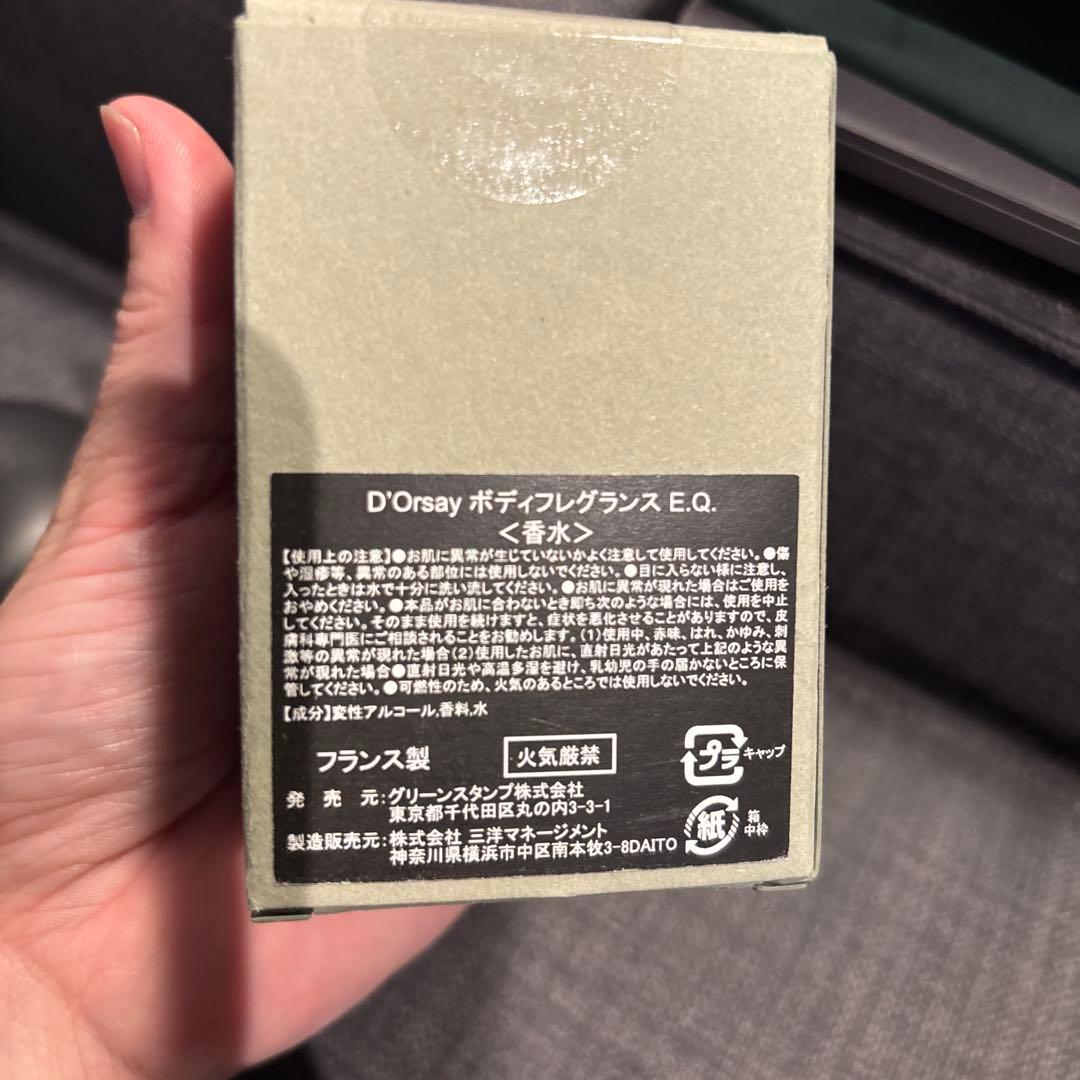 D'Orsay ボディフレグランス E.Q.
＜香水＞
【使用上の注意】●お肌に異常が生じていないかよく注意して使用してください。●傷
や湿疹等、異常のある部位には使用しないでください。●目に入らない様に注意し、
入ったときは水で十分に洗い流してください。●お肌に異常が現れた場合はご使用を
おやめください。●本品がお肌に合わないとき即ち次のような場合には、使用を中止
してください。そのまま使用を続けますと、症状を悪化させることがありますので、皮
膚科専門医にご相談されることをお勧めします。(1)使用中、赤味、はれ、かゆみ、刺
激等の異常が現れた場合(2)使用したお肌に、直射日光があたって上記のような異
常が現れた場合●直射日光や高温多湿を避け、乳幼児の手の届かないところに保
管してください。●可燃性のため、火気のあるところでは使用しないでください。
【成分】変性アルコール,香料,水
フランス製 火気厳禁 プラ キャップ
発売元:グリーンスタンプ株式会社
東京都千代田区丸の内3-3-1
紙 箱
中枠
製造販売元:株式会社 三洋マネージメント
神奈川県横浜市中区南本牧3-8DAITO